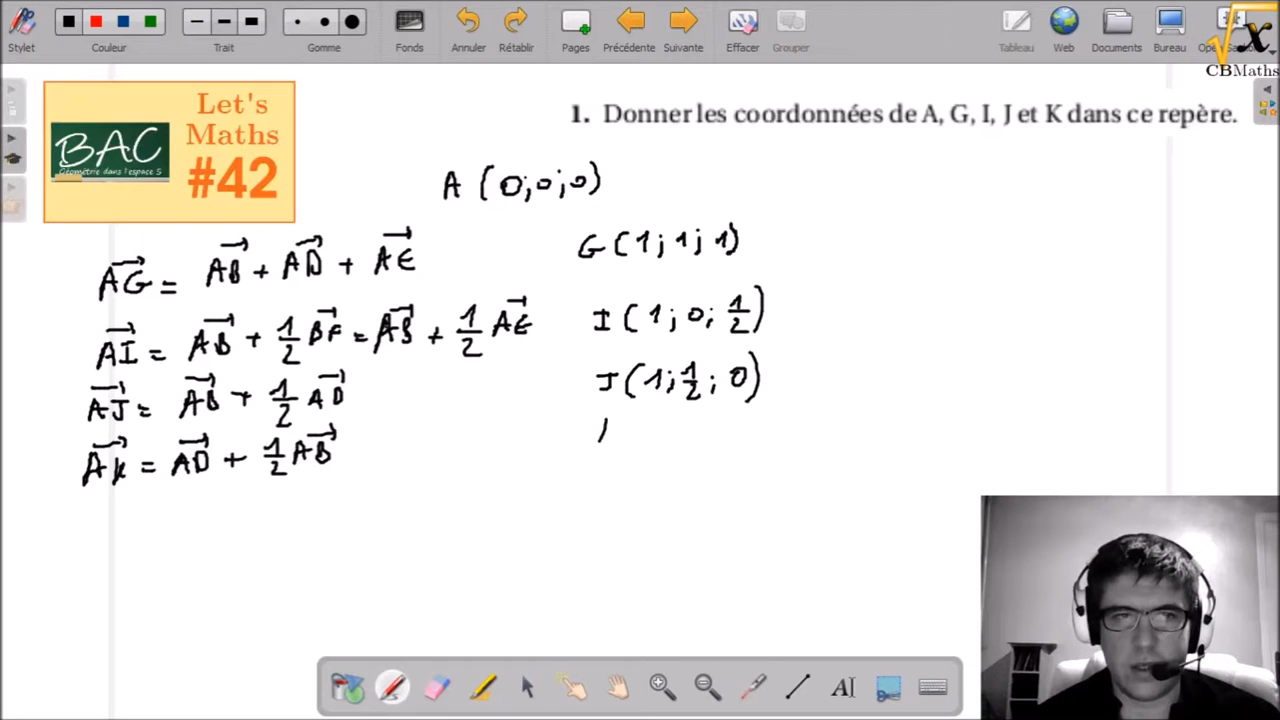 Stylet Couleur Trait Gomme Fonds Annuler Rétablir Pages Précédente Suivante Effacer Grouper Tableau Web Documents Bureau
CBMaths
Let's
Maths
#42
BAC
Géométrie dans l'espace S
1. Donner les coordonnées de A, G, I, J et K dans ce repère.
A (0;0;0)
AG = AB + AD + AE
G (1;1;1)
AI = AB + 1/2 BF = AB + 1/2 AE
I (1; 0; 1/2)
AJ = AB + 1/2 AD
J (1; 1/2; 0)
AK = AD + 1/2 AB